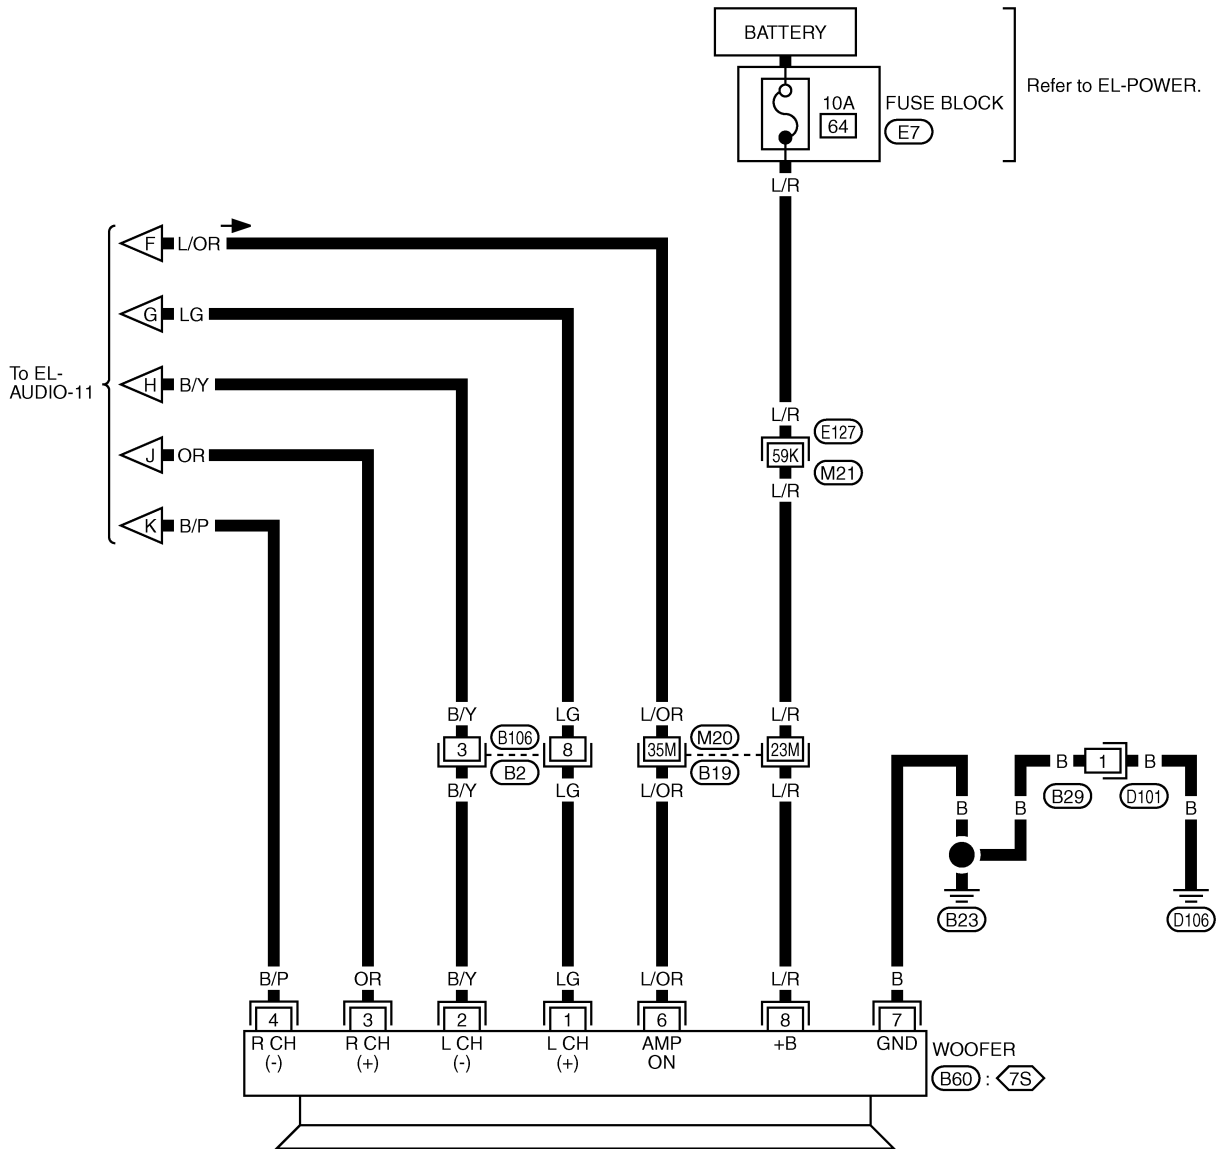 BATTERY
10A
64
FUSE BLOCK
E7
Refer to EL-POWER.
L/R
F L/OR
G LG
H B/Y
J OR
K B/P
To EL-
AUDIO-11
L/R
E127
59K
M21
L/R
B/Y LG L/OR L/R
3 B106 8 35M M20 23M
B2 B19
B/Y LG L/OR L/R
B 1 B
B29 D101
B B B
B23 D106
B/P OR B/Y LG L/OR L/R B
4 3 2 1 6 8 7
R CH R CH L CH L CH AMP +B GND
(-) (+) (-) (+) ON
WOOFER
B60 : 7S